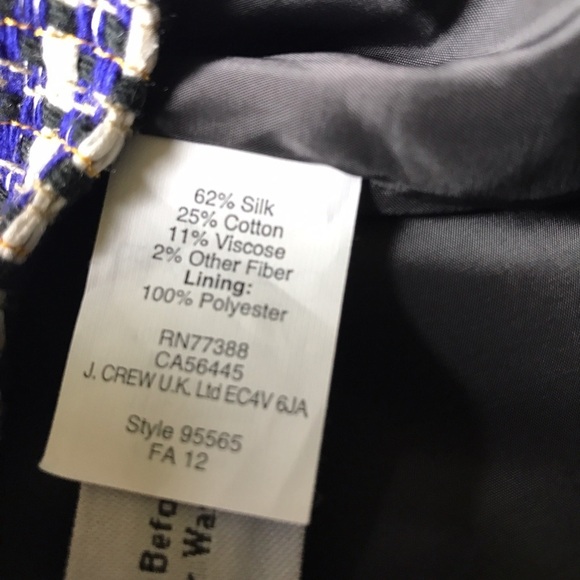 62% Silk
25% Cotton
11% Viscose
2% Other Fiber
Lining:
100% Polyester
RN77388
CA56445
J. CREW U.K. Ltd EC4V 6JA
Style 95565
FA 12